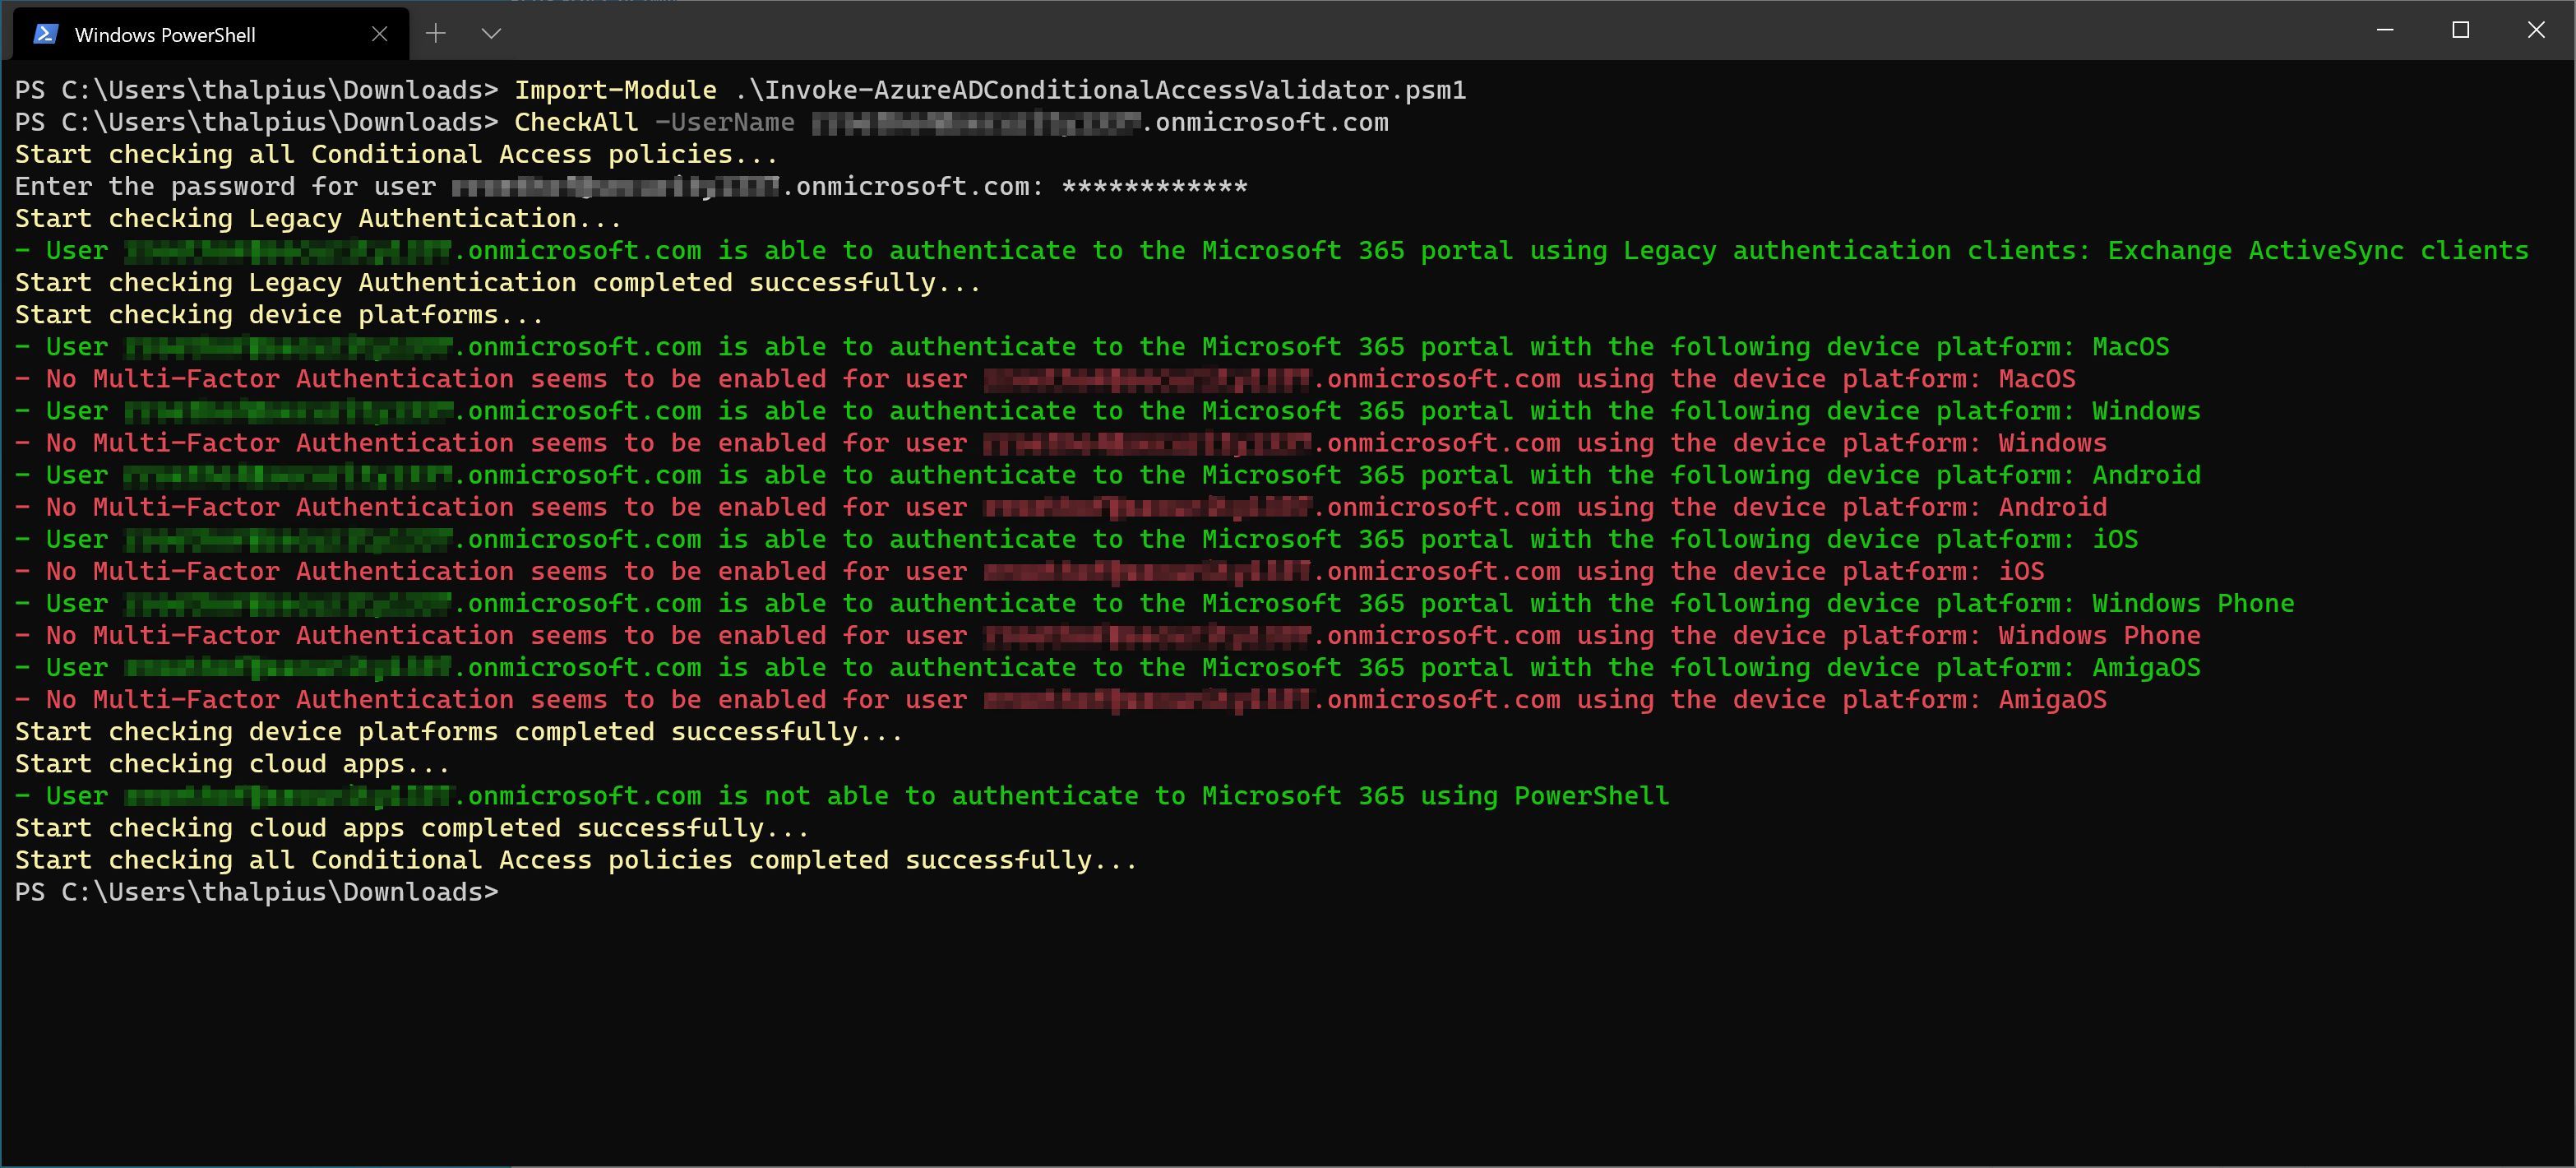 Windows PowerShell
PS C:\Users\thalpius\Downloads> Import-Module .\Invoke-AzureADConditionalAccessValidator.psm1
PS C:\Users\thalpius\Downloads> CheckAll -UserName .onmicrosoft.com
Start checking all Conditional Access policies...
Enter the password for user .onmicrosoft.com: ************
Start checking Legacy Authentication...
- User .onmicrosoft.com is able to authenticate to the Microsoft 365 portal using Legacy authentication clients: Exchange ActiveSync clients
Start checking Legacy Authentication completed successfully...
Start checking device platforms...
- User .onmicrosoft.com is able to authenticate to the Microsoft 365 portal with the following device platform: MacOS
- No Multi-Factor Authentication seems to be enabled for user .onmicrosoft.com using the device platform: MacOS
- User .onmicrosoft.com is able to authenticate to the Microsoft 365 portal with the following device platform: Windows
- No Multi-Factor Authentication seems to be enabled for user .onmicrosoft.com using the device platform: Windows
- User .onmicrosoft.com is able to authenticate to the Microsoft 365 portal with the following device platform: Android
- No Multi-Factor Authentication seems to be enabled for user .onmicrosoft.com using the device platform: Android
- User .onmicrosoft.com is able to authenticate to the Microsoft 365 portal with the following device platform: iOS
- No Multi-Factor Authentication seems to be enabled for user .onmicrosoft.com using the device platform: iOS
- User .onmicrosoft.com is able to authenticate to the Microsoft 365 portal with the following device platform: Windows Phone
- No Multi-Factor Authentication seems to be enabled for user .onmicrosoft.com using the device platform: Windows Phone
- User .onmicrosoft.com is able to authenticate to the Microsoft 365 portal with the following device platform: AmigaOS
- No Multi-Factor Authentication seems to be enabled for user .onmicrosoft.com using the device platform: AmigaOS
Start checking device platforms completed successfully...
Start checking cloud apps...
- User .onmicrosoft.com is not able to authenticate to Microsoft 365 using PowerShell
Start checking cloud apps completed successfully...
Start checking all Conditional Access policies completed successfully...
PS C:\Users\thalpius\Downloads>